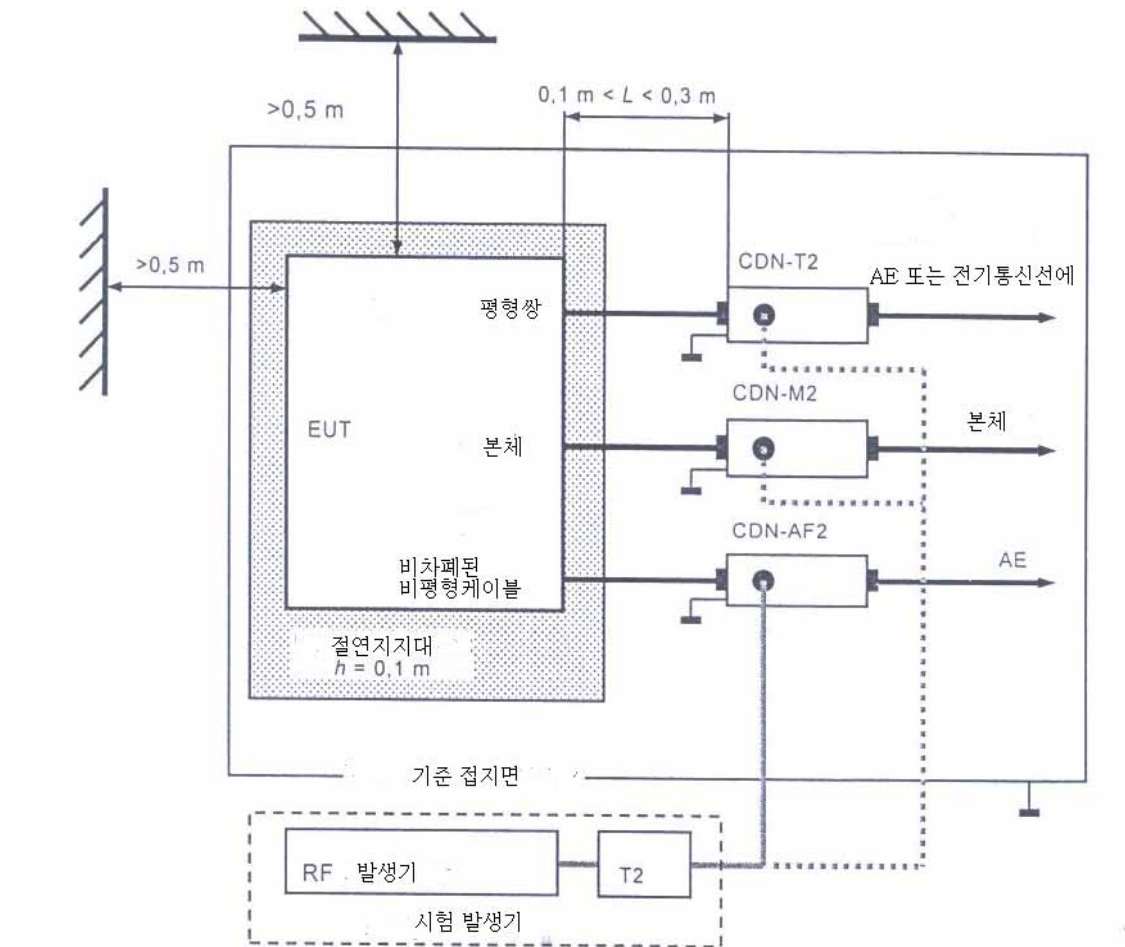 >0,5 m
0,1 m < L < 0,3 m
>0,5 m
CDN-T2
AE 또는 전기통신선에
평형쌍
CDN-M2
EUT
본체
본체
CDN-AF2
비차폐된
비평형케이블
AE
절연지지대
h = 0,1 m
기준 접지면
RF 발생기
T2
시험 발생기